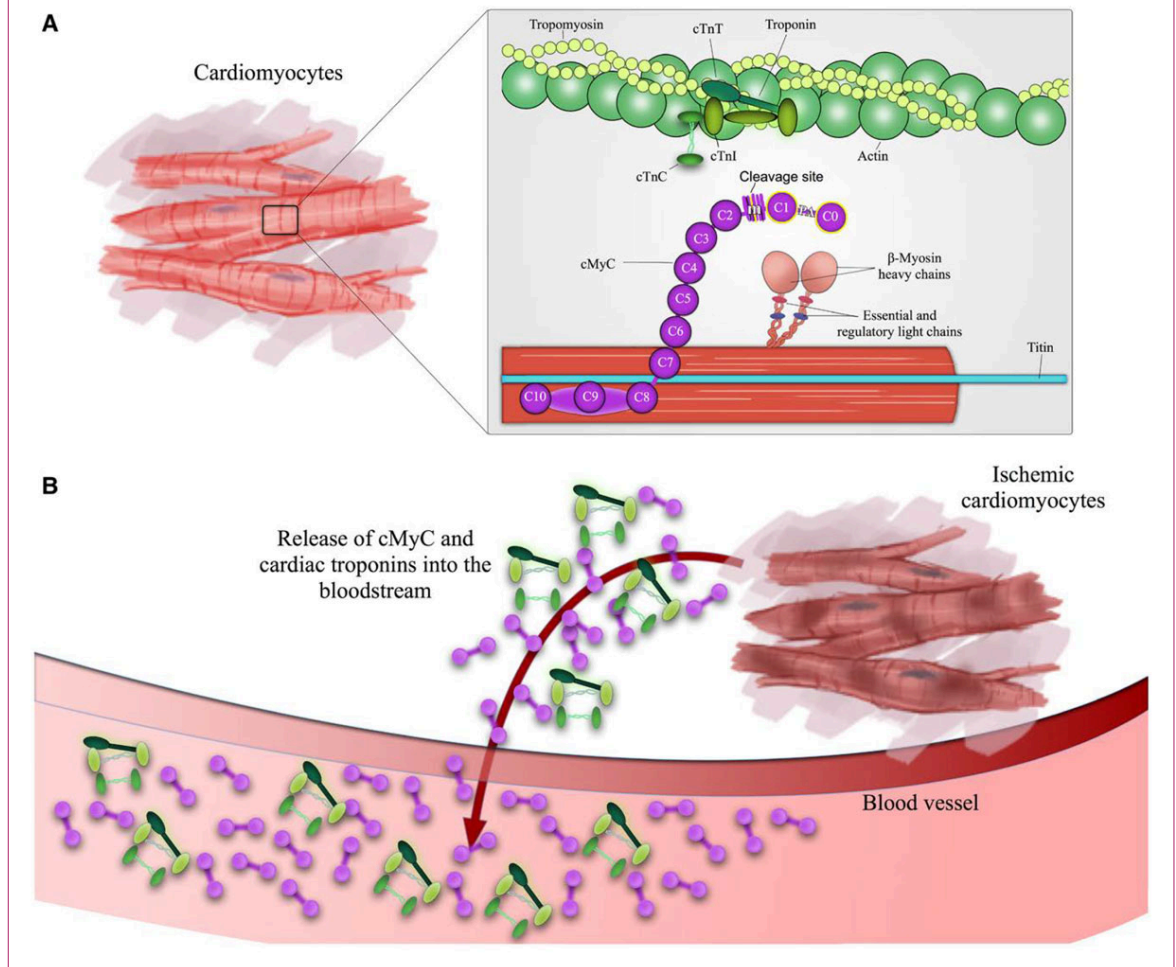 A
Cardiomyocytes
Tropomyosin
cTnT
Troponin
cTnI
Actin
cTnC
Cleavage site
C2
C1
C0
C3
cMyC
C4
C5
C6
C7
C8
C9
C10
β-Myosin
heavy chains
Essential and
regulatory light chains
Titin
B
Ischemic
cardiomyocytes
Release of cMyC and
cardiac troponins into the
bloodstream
Blood vessel